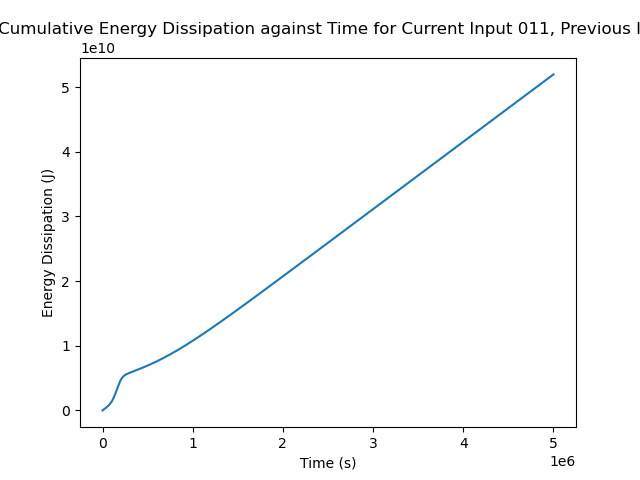 Cumulative Energy Dissipation against Time for Current Input 011, Previous
1e10
5
4
3
2
1
0
Energy Dissipation (J)
0 1 2 3 4 5
1e6
Time (s)